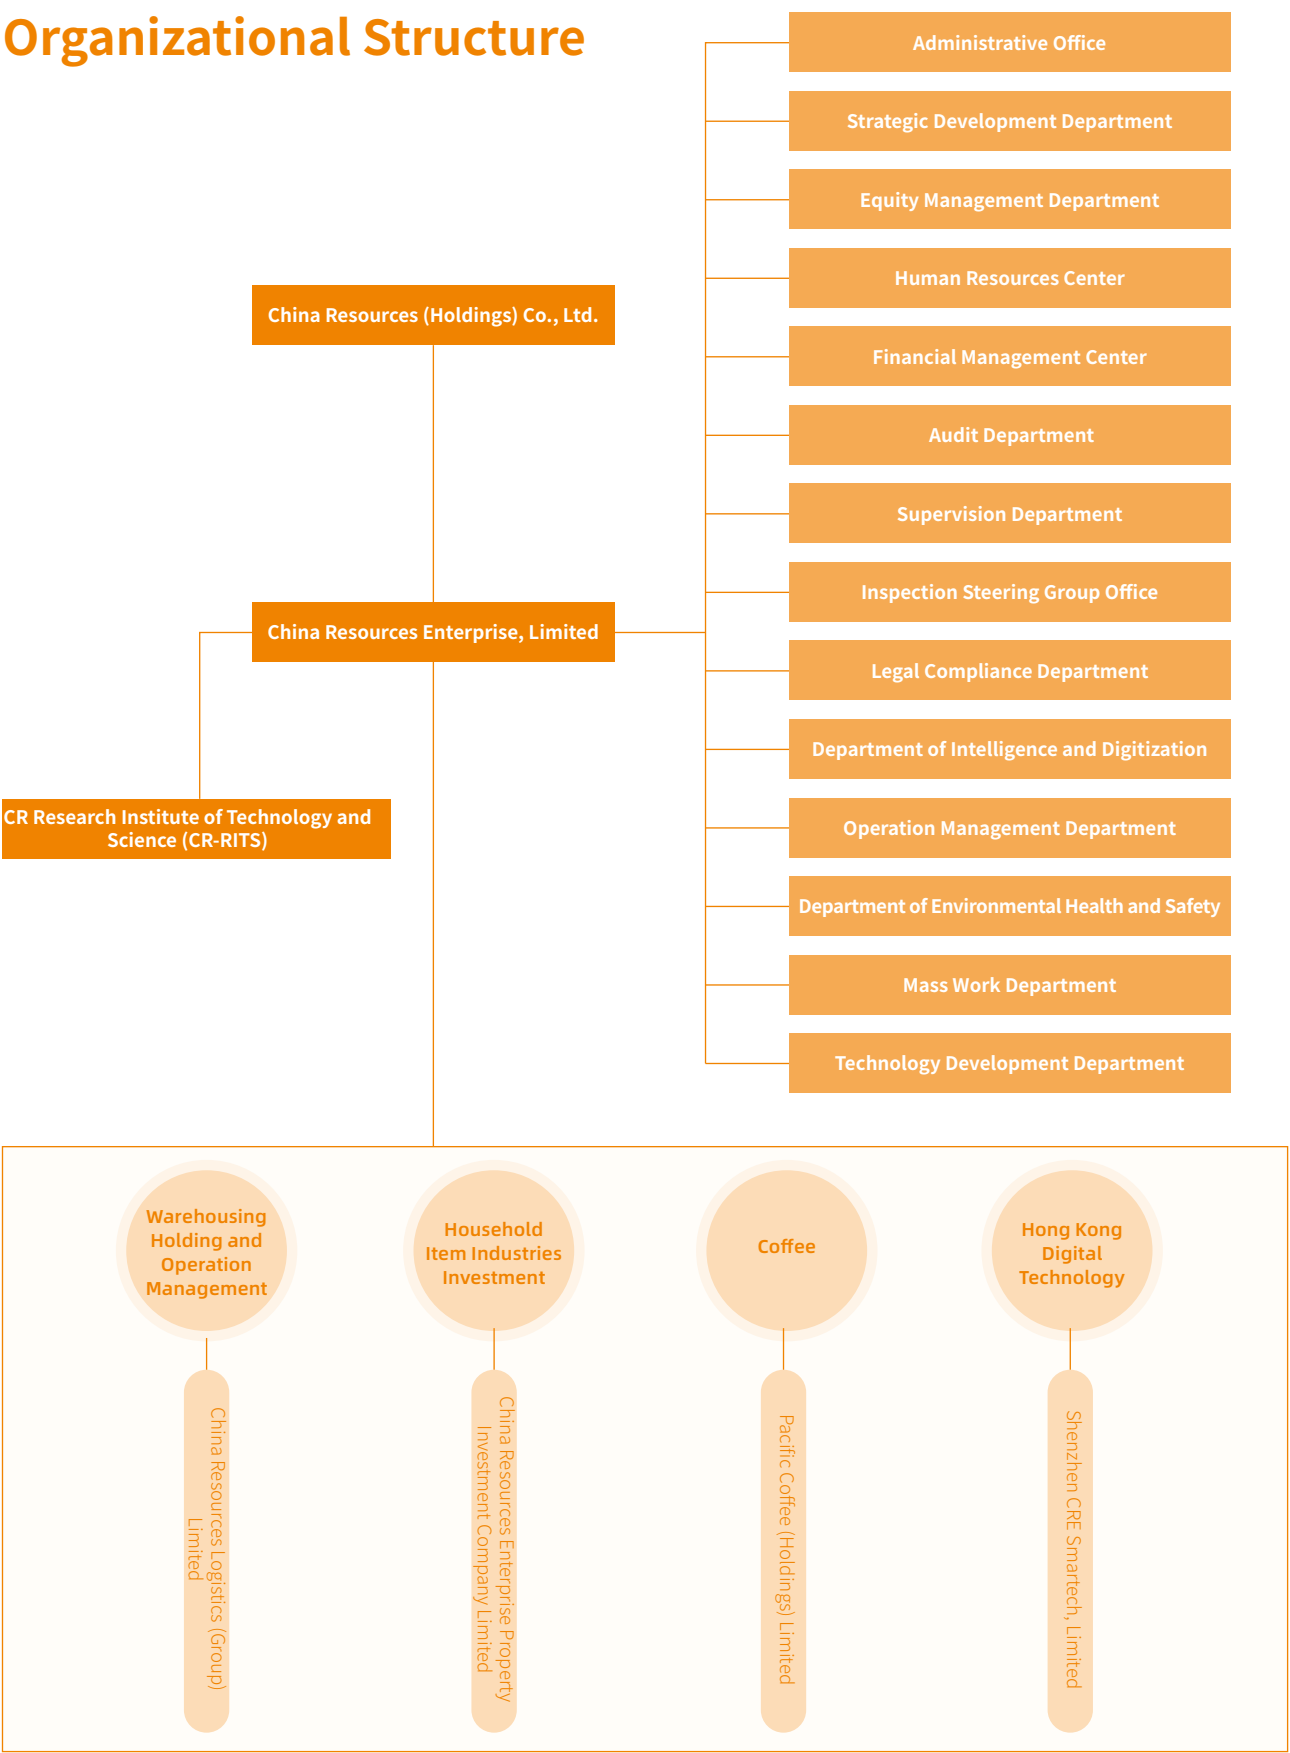 Organizational Structure
Administrative Office
Strategic Development Department
Equity Management Department
Human Resources Center
Financial Management Center
Audit Department
Supervision Department
Inspection Steering Group Office
Legal Compliance Department
Department of Intelligence and Digitization
Operation Management Department
Department of Environmental Health and Safety
Mass Work Department
Technology Development Department
China Resources (Holdings) Co., Ltd.
China Resources Enterprise, Limited
CR Research Institute of Technology and
Science (CR-RITS)
Warehousing
Holding and
Operation
Management
China Resources Logistics (Group)
Limited
Household
Item Industries
Investment
China Resources Enterprise Property
Investment Company Limited
Coffee
Pacific Coffee (Holdings) Limited
Hong Kong
Digital
Technology
Shenzhen CRE Smartech, Limited